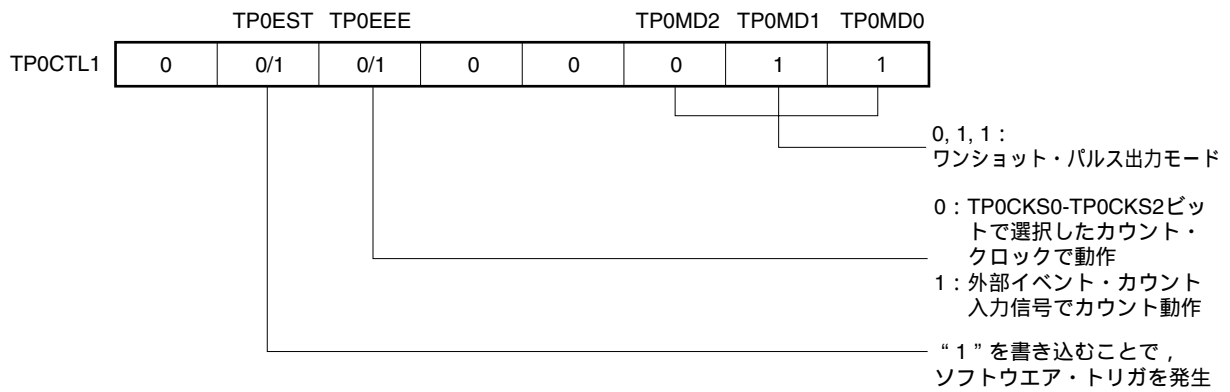 TP0EST TP0EEE TP0MD2 TP0MD1 TP0MD0
TP0CTL1 0 0/1 0/1 0 0 0 1 1
0, 1, 1：
ワンショット・パルス出力モード
0：TP0CKS0-TP0CKS2ビッ
トで選択したカウント・
クロックで動作
1：外部イベント・カウント
入力信号でカウント動作
“1”を書き込むことで，
ソフトウエア・トリガを発生